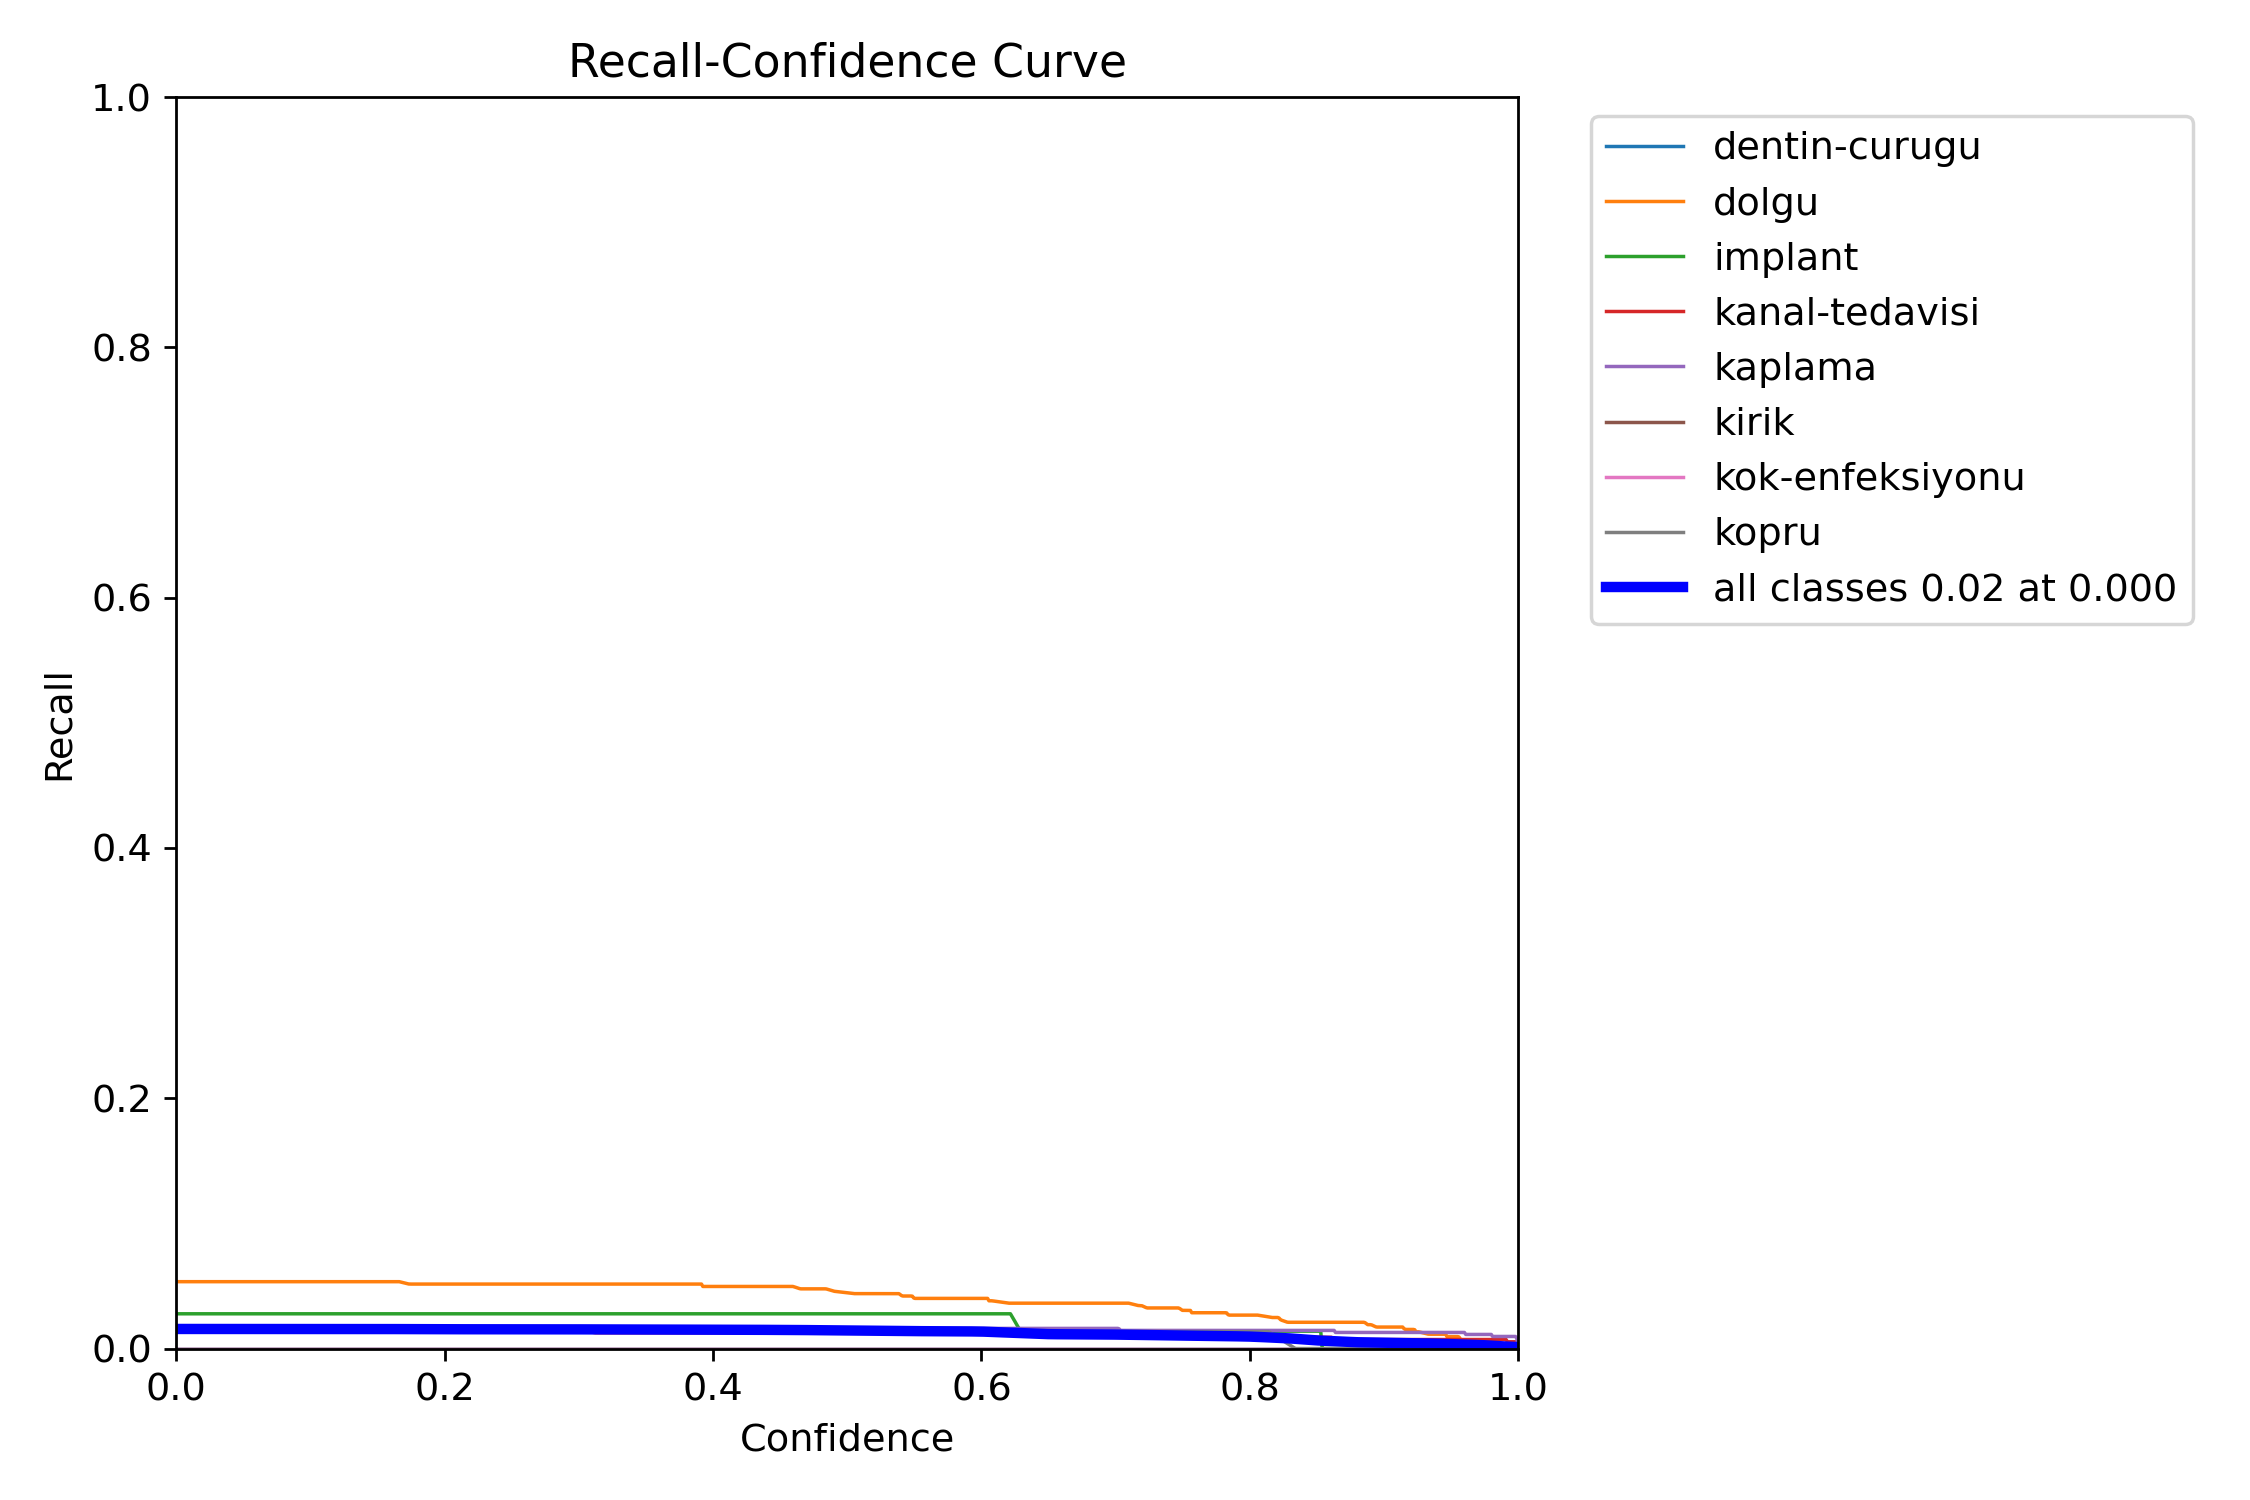 Recall-Confidence Curve
1.0
0.8
0.6
0.4
0.2
0.0
Recall
0.0 0.2 0.4 0.6 0.8 1.0
Confidence
dentin-curugu
dolgu
implant
kanal-tedavisi
kaplama
kirik
kok-enfeksiyonu
kopru
all classes 0.02 at 0.000